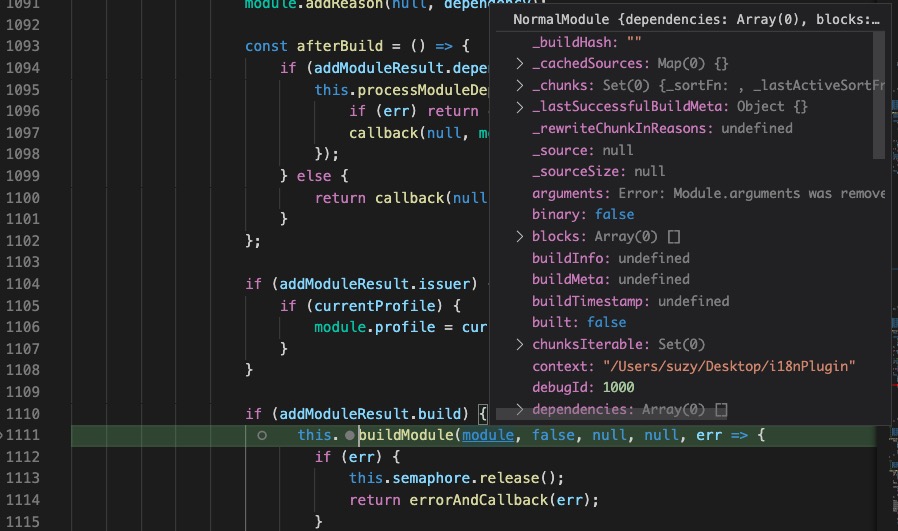 1091 module.addReason(null, dependency);
1092
1093 const afterBuild = () => {
1094 if (addModuleResult.depe
1095 this.processModuleDe
1096 if (err) return
1097 callback(null, m
1098 });
1099 } else {
1100 return callback(null
1101 }
1102 };
1103
1104 if (addModuleResult.issuer)
1105 if (currentProfile) {
1106 module.profile = cur
1107 }
1108 }
1109
1110 if (addModuleResult.build) {
1111 this. buildModule(module, false, null, null, err => {
1112 if (err) {
1113 this.semaphore.release();
1114 return errorAndCallback(err);
1115 }
NormalModule {dependencies: Array(0), blocks:…
_buildHash: ""
> _cachedSources: Map(0) {}
> _chunks: Set(0) {_sortFn: , _lastActiveSortFn
> _lastSuccessfulBuildMeta: Object {}
_rewriteChunkInReasons: undefined
_source: null
_sourceSize: null
arguments: Error: Module.arguments was remove
binary: false
> blocks: Array(0) []
buildInfo: undefined
buildMeta: undefined
buildTimestamp: undefined
built: false
> chunksIterable: Set(0)
context: "/Users/suzy/Desktop/i18nPlugin"
debugId: 1000
> dependencies: Array(0) []